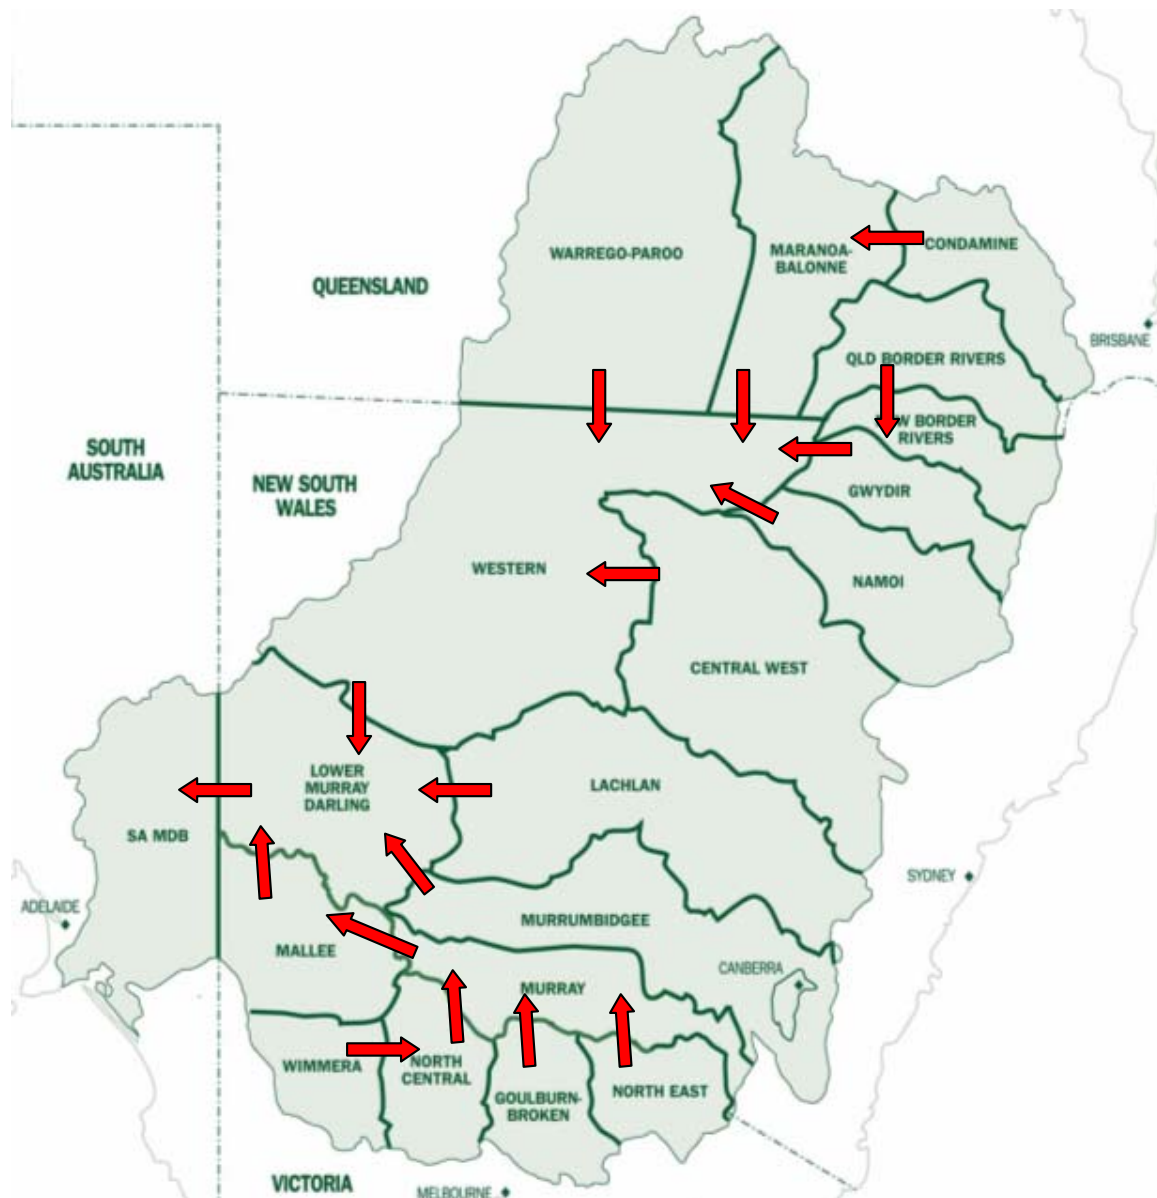 WARREGO-PAROO
MARANOA-
BALONNE
CONDAMINE
QUEENSLAND
BRISBANE
QLD BORDER RIVERS
BORDER
RIVERS
SOUTH
AUSTRALIA
NEW SOUTH
WALES
GWYDIR
WESTERN
NAMOI
CENTRAL WEST
LOWER
MURRAY
DARLING
LACHLAN
SA MDB
SYDNEY
ADELAIDE
MURRUMBIDGEE
MALLEE
CANBERRA
MURRAY
WIMMERA
NORTH
CENTRAL
GOULBURN-
BROKEN
NORTH EAST
VICTORIA
MELBOURNE